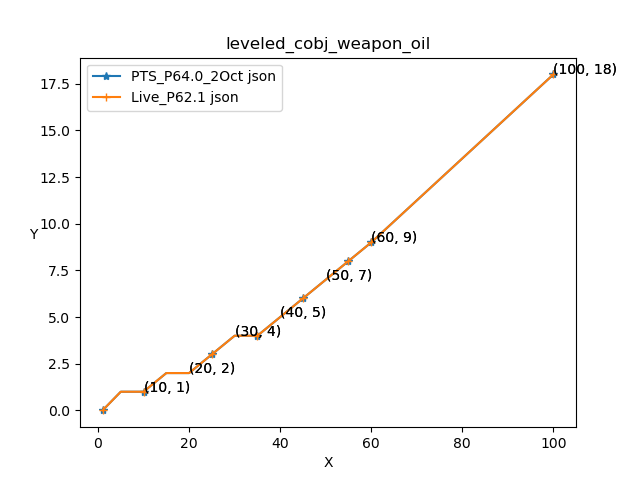 leveled_cobj_weapon_oil
PTS_P64.0_2Oct json
Live_P62.1 json
(100, 18)
17.5
15.0
12.5
10.0
Y
(60, 9)
7.5
(50, 7)
5.0
(40, 5)
(30, 4)
2.5
(20, 2)
(10, 1)
0.0
0 20 40 60 80 100
X